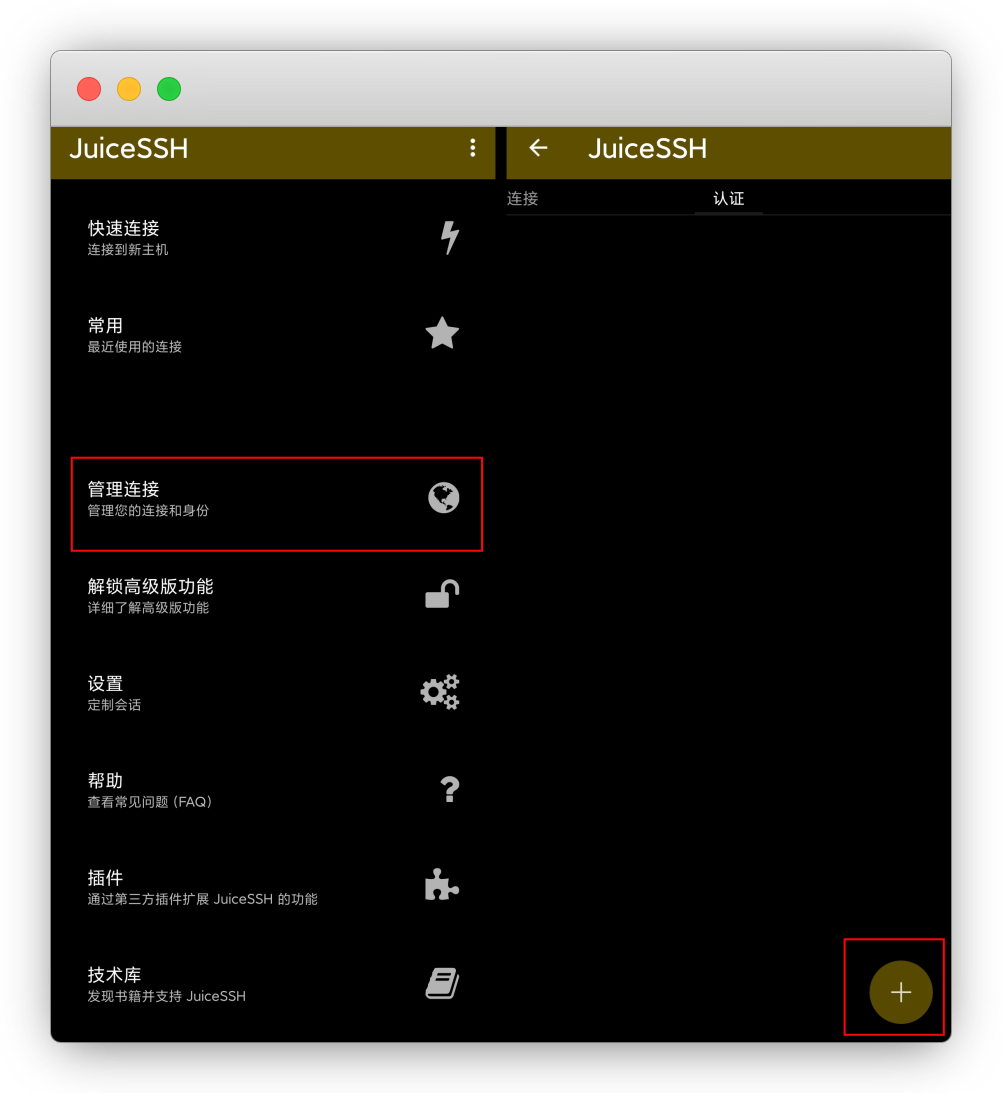 JuiceSSH
快速连接
连接到新主机
常用
最近使用的连接
管理连接
管理您的连接和身份
解锁高级版功能
详细了解高级版功能
设置
定制会话
帮助
查看常见问题 (FAQ)
插件
通过第三方插件扩展 JuiceSSH 的功能
技术库
发现书籍并支持 JuiceSSH
JuiceSSH
连接 认证